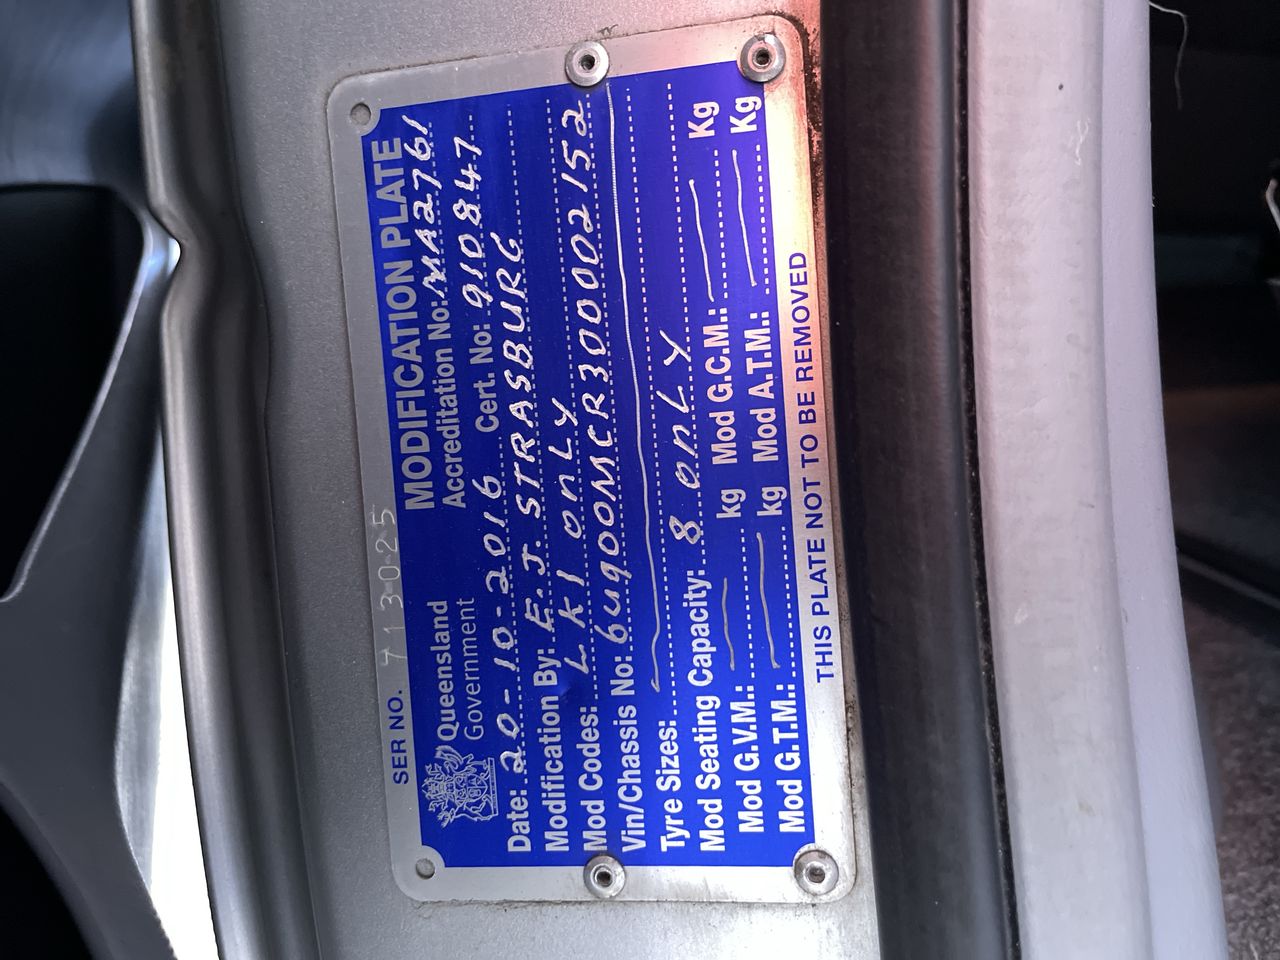 SER NO. 713025
Queensland Government
MODIFICATION PLATE
Accreditation No: MA2761
Date: 20-10-2016 Cert. No: 910847
Modification By: E.J. STRASBURG
Mod Codes: LK1 ONLY
Vin/Chassis No: 6U900MCR300002152
Tyre Sizes:
Mod Seating Capacity: 8 ONLY
Mod G.V.M.: kg Mod G.C.M.: Kg
Mod G.T.M.: kg Mod A.T.M.: Kg
THIS PLATE NOT TO BE REMOVED